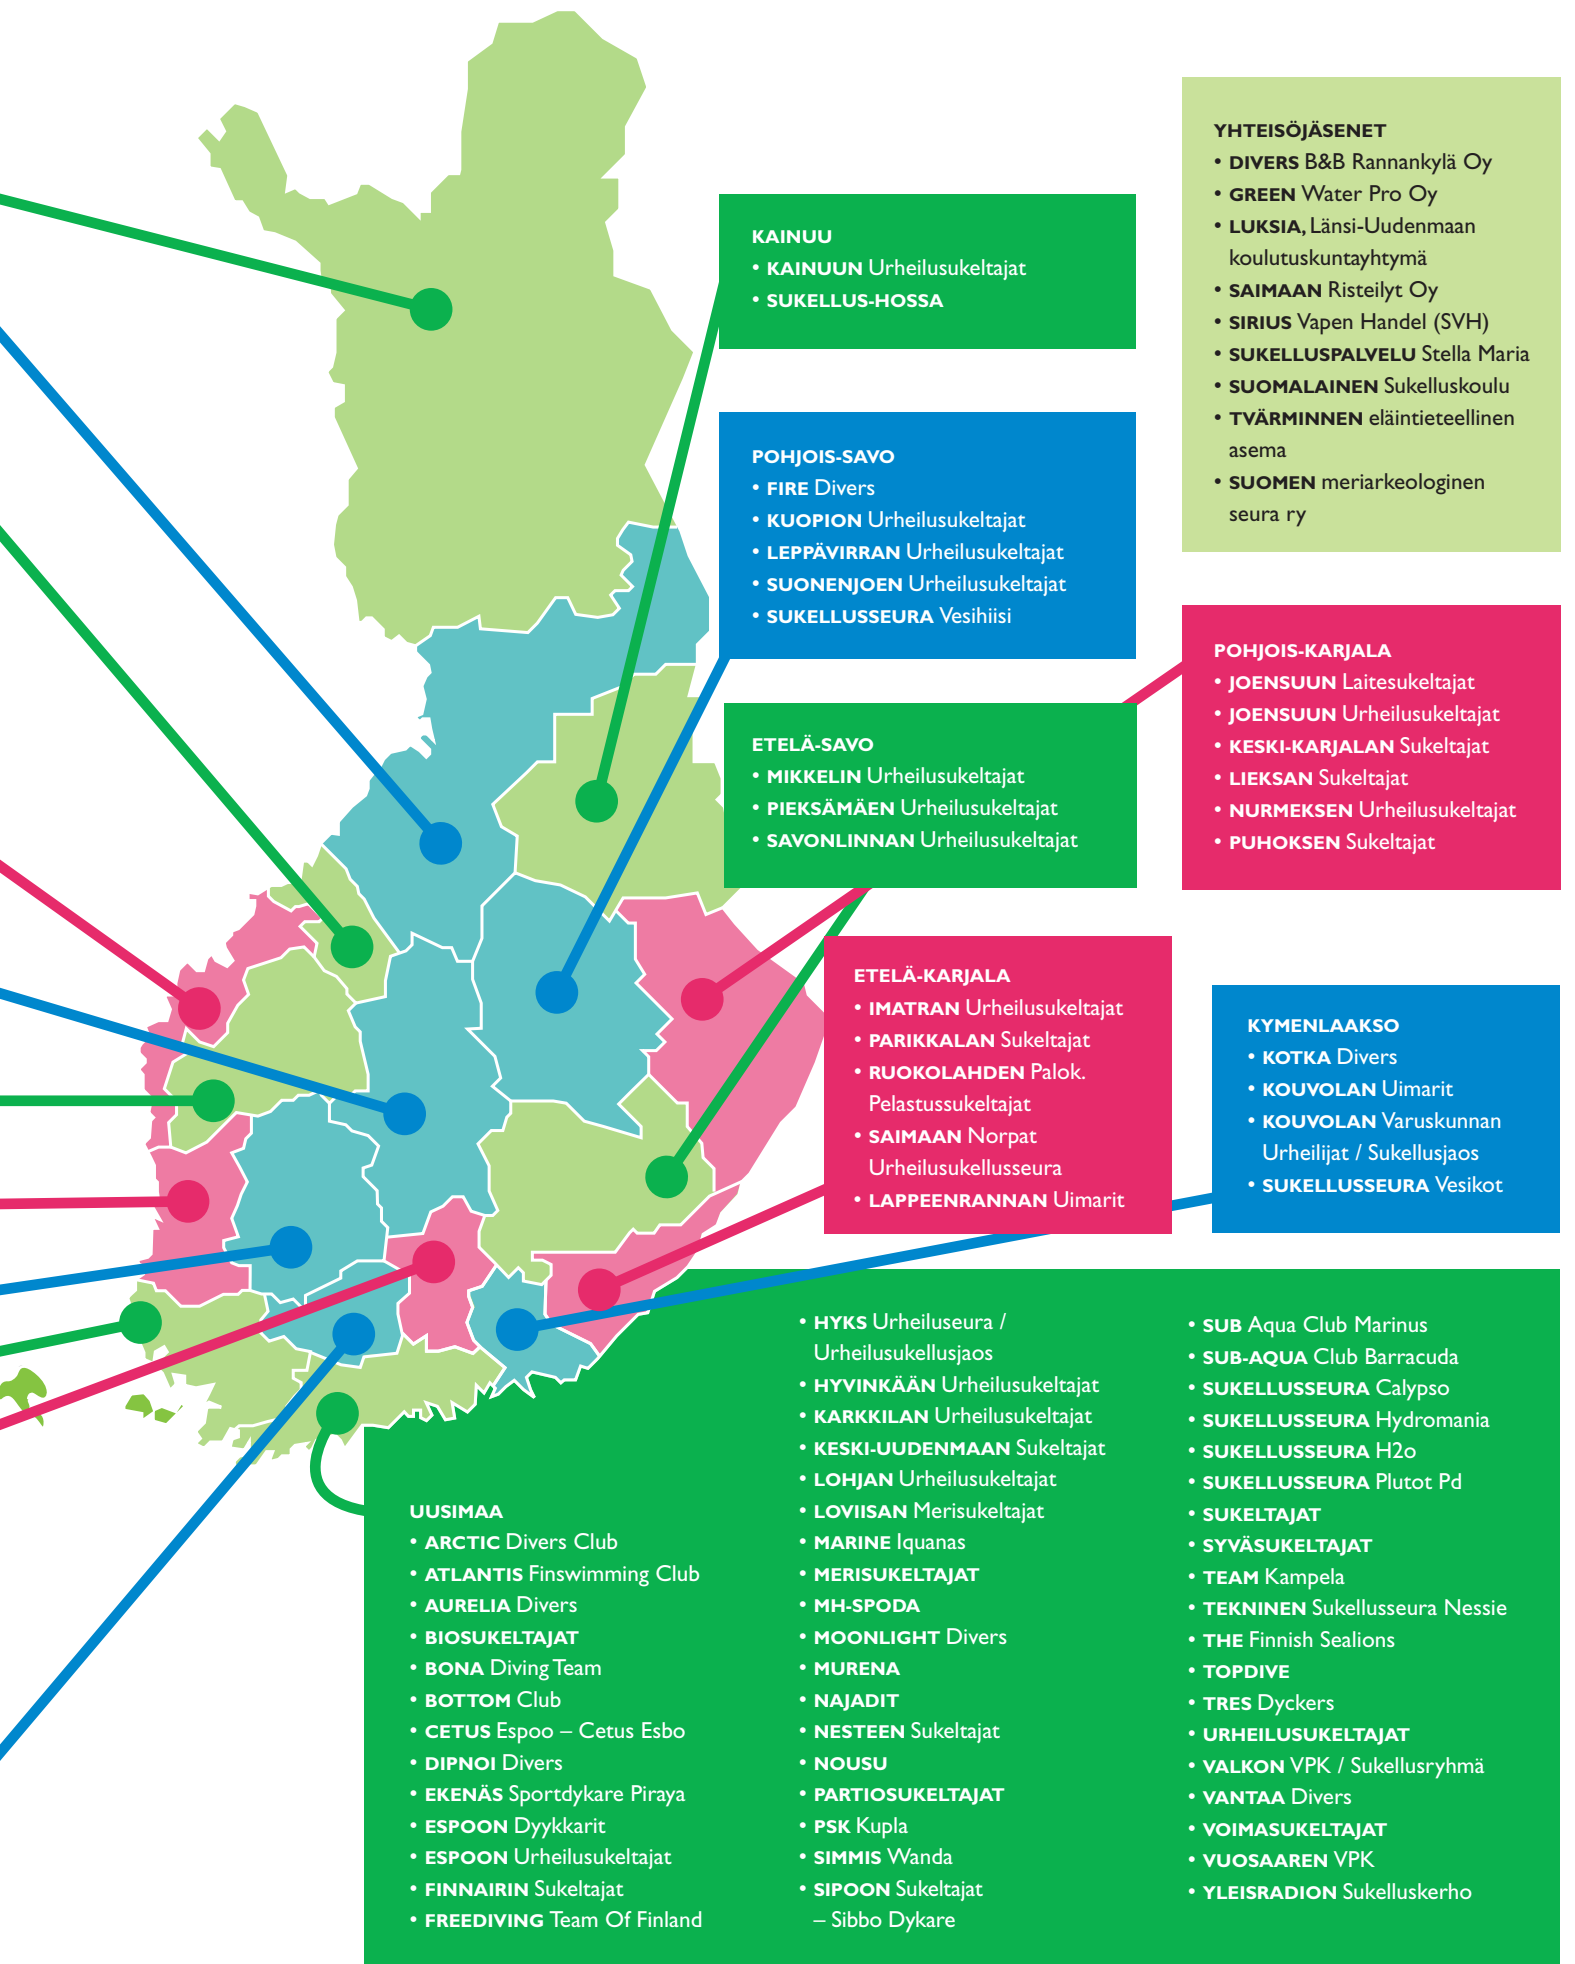 KAINUU
• KAINUUN Urheilusukeltajat
• SUKELLUS-HOSSA
POHJOIS-SAVO
• FIRE Divers
• KUOPION Urheilusukeltajat
• LEPPÄVIRRAN Urheilusukeltajat
• SUONENJOEN Urheilusukeltajat
• SUKELLUSSEURA Vesihiisi
ETELÄ-SAVO
• MIKKELIN Urheilusukeltajat
• PIEKSÄMÄEN Urheilusukeltajat
• SAVONLINNAN Urheilusukeltajat
YHTEISÖJÄSENET
• DIVERS B&B Rannankylä Oy
• GREEN Water Pro Oy
• LUKSIA, Länsi-Uudenmaan
koulutuskuntayhtymä
• SAIMAAN Risteilyt Oy
• SIRIUS Vapen Handel (SVH)
• SUKELLUSPALVELU Stella Maria
• SUOMALAINEN Sukelluskoulu
• TVÄRMINNEN eläintieteellinen
asema
• SUOMEN meriarkeologinen
seura ry
POHJOIS-KARJALA
• JOENSUUN Laitesukeltajat
• JOENSUUN Urheilusukeltajat
• KESKI-KARJALAN Sukeltajat
• LIEKSAN Sukeltajat
• NURMEKSEN Urheilusukeltajat
• PUHOKSEN Sukeltajat
ETELÄ-KARJALA
• IMATRAN Urheilusukeltajat
• PARIKKALAN Sukeltajat
• RUOKOLAHDEN Palok.
Pelastussukeltajat
• SAIMAAN Norpat
Urheilusukellusseura
• LAPPEENRANNAN Uimarit
KYMENLAAKSO
• KOTKA Divers
• KOUVOLAN Uimarit
• KOUVOLAN Varuskunnan
Urheilijat / Sukellusjaos
• SUKELLUSSEURA Vesikot
UUSIMAA
• ARCTIC Divers Club
• ATLANTIS Finswimming Club
• AURELIA Divers
• BIOSUKELTAJAT
• BONA Diving Team
• BOTTOM Club
• CETUS Espoo – Cetus Esbo
• DIPNOI Divers
• EKENÄS Sportdykare Piraya
• ESPOON Dyykkarit
• ESPOON Urheilusukeltajat
• FINNAIRIN Sukeltajat
• FREEDIVING Team Of Finland
• HYKS Urheiluseura /
Urheilusukellusjaos
• HYVINKÄÄN Urheilusukeltajat
• KARKKILAN Urheilusukeltajat
• KESKI-UUDENMAAN Sukeltajat
• LOHJAN Urheilusukeltajat
• LOVIISAN Merisukeltajat
• MARINE Iquanas
• MERISUKELTAJAT
• MH-SPODA
• MOONLIGHT Divers
• MURENA
• NAJADIT
• NESTEEN Sukeltajat
• NOUSU
• PARTIOSUKELTAJAT
• PSK Kupla
• SIMMIS Wanda
• SIPOON Sukeltajat
– Sibbo Dykare
• SUB Aqua Club Marinus
• SUB-AQUA Club Barracuda
• SUKELLUSSEURA Calypso
• SUKELLUSSEURA Hydromania
• SUKELLUSSEURA H2o
• SUKELLUSSEURA Plutot Pd
• SUKELTAJAT
• SYVÄSUKELTAJAT
• TEAM Kampela
• TEKNINEN Sukellusseura Nessie
• THE Finnish Sealions
• TOPDIVE
• TRES Dyckers
• URHEILUSUKELTAJAT
• VALKON VPK / Sukellusryhmä
• VANTAA Divers
• VOIMASUKELTAJAT
• VUOSAAREN VPK
• YLEISRADION Sukelluskerho